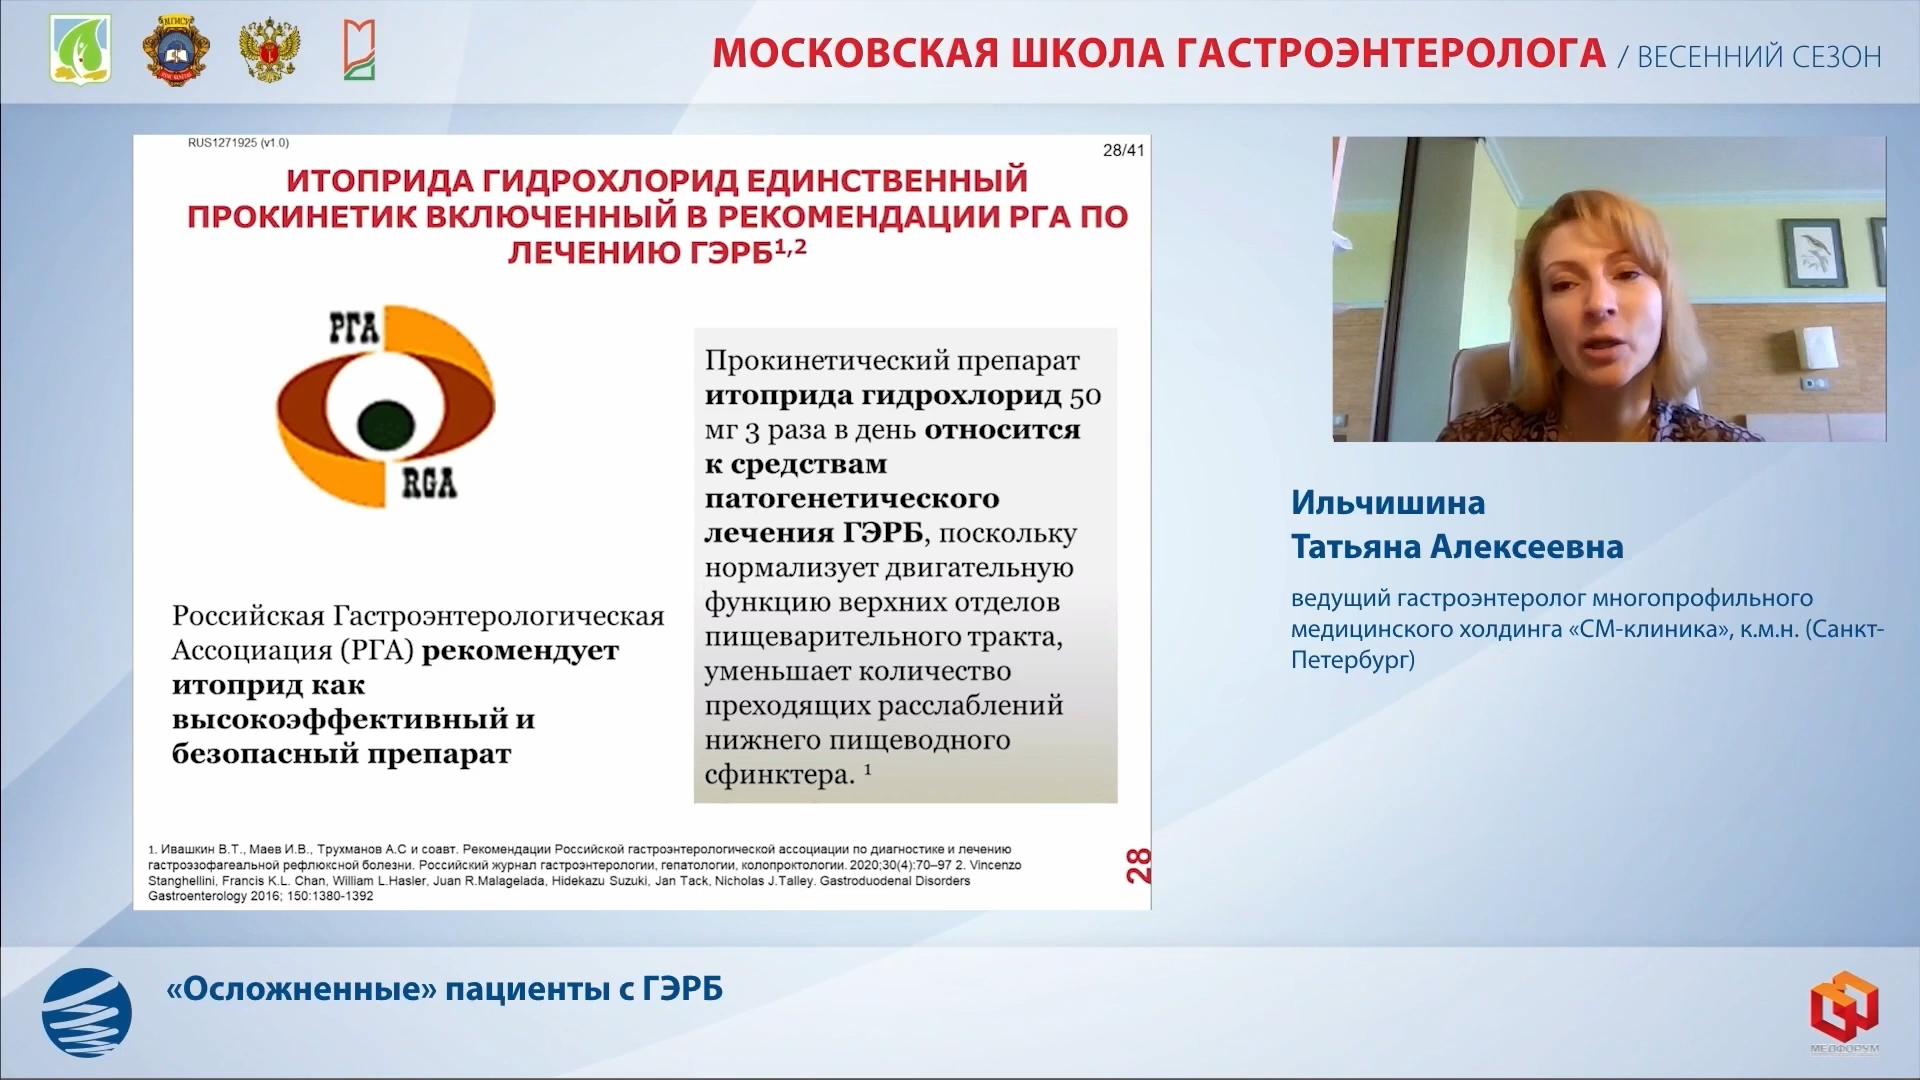 МОСКОВСКАЯ ШКОЛА ГАСТРОЭНТЕРОЛОГА / ВЕСЕННИЙ СЕЗОН
RUS1271925 (v1.0)
28/41
ИТОПРИДА ГИДРОХЛОРИД ЕДИНСТВЕННЫЙ
ПРОКИНЕТИК ВКЛЮЧЕННЫЙ В РЕКОМЕНДАЦИИ РГА ПО
ЛЕЧЕНИЮ ГЭРБ1,2
РГА
RGA
Российская Гастроэнтерологическая
Ассоциация (РГА) рекомендует
итоприд как
высокоэффективный и
безопасный препарат
Прокинетический препарат
итоприда гидрохлорид 50
мг 3 раза в день относится
к средствам
патогенетического
лечения ГЭРБ, поскольку
нормализует двигательную
функцию верхних отделов
пищеварительного тракта,
уменьшает количество
преходящих расслаблений
нижнего пищеводного
сфинктера. 1
1. Ивашкин В.Т., Маев И.В., Трухманов А.С и соавт. Рекомендации Российской гастроэнтерологической ассоциации по диагностике и лечению
гастроэзофагеальной рефлюксной болезни. Российский журнал гастроэнтерологии, гепатологии, колопроктологии. 2020;30(4):70–97 2. Vincenzo
Stanghellini, Francis K.L. Chan, William L.Hasler, Juan R.Malagelada, Hidekazu Suzuki, Jan Tack, Nicholas J.Talley. Gastroduodenal Disorders
Gastroenterology 2016; 150:1380-1392
28
Ильчишина
Татьяна Алексеевна
ведущий гастроэнтеролог многопрофильного
медицинского холдинга «СМ-клиника», к.м.н. (Санкт-
Петербург)
«Осложненные» пациенты с ГЭРБ
МЕДФОРУМ